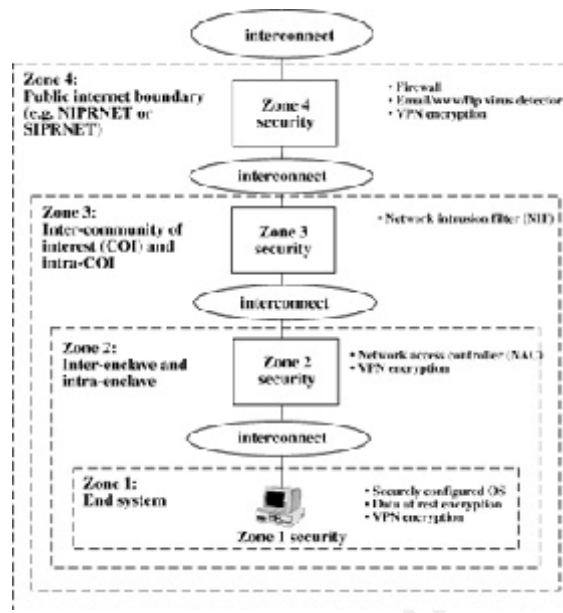 interconnect
Zone 4:
Public internet boundary
(e.g. NIPRNET or
SIPRNET)
Zone 4
security
• Firewall
• Email/www/ftp virus detector
• VPN encryption
interconnect
Zone 3:
Inter-community of
interest (COI) and
intra-COI
Zone 3
security
• Network intrusion filter (NIF)
interconnect
Zone 2:
Inter-enclave and
intra-enclave
Zone 2
security
• Network access controller (NAC)
• VPN encryption
interconnect
Zone 1:
End system
• Securely configured OS
• Data at rest encryption
• VPN encryption
Zone 1 security